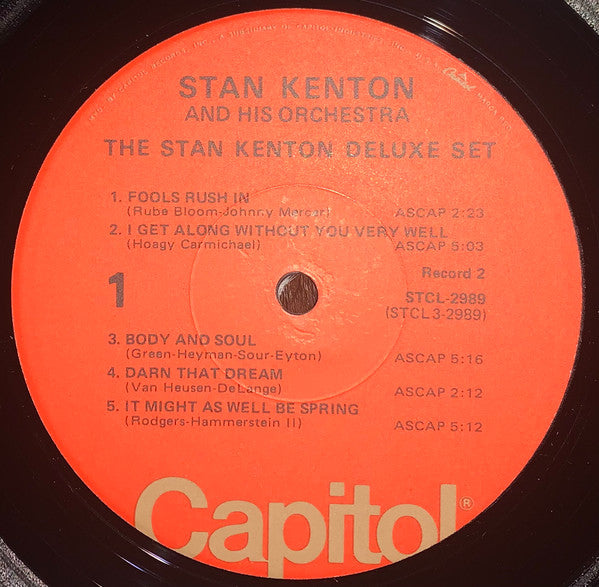 STAN KENTON
AND HIS ORCHESTRA
THE STAN KENTON DELUXE SET
1. FOOLS RUSH IN
(Rube Bloom-Johnny Mercer) ASCAP 2:23
2. I GET ALONG WITHOUT YOU VERY WELL
(Hoagy Carmichael) ASCAP 5:03
1
Record 2
STCL-2989
(STCL3-2989)
3. BODY AND SOUL
(Green-Heyman-Sour-Eyton) ASCAP 5:16
4. DARN THAT DREAM
(Van Heusen-DeLange) ASCAP 2:12
5. IT MIGHT AS WELL BE SPRING
(Rodgers-Hammerstein II) ASCAP 5:12
Capitol®